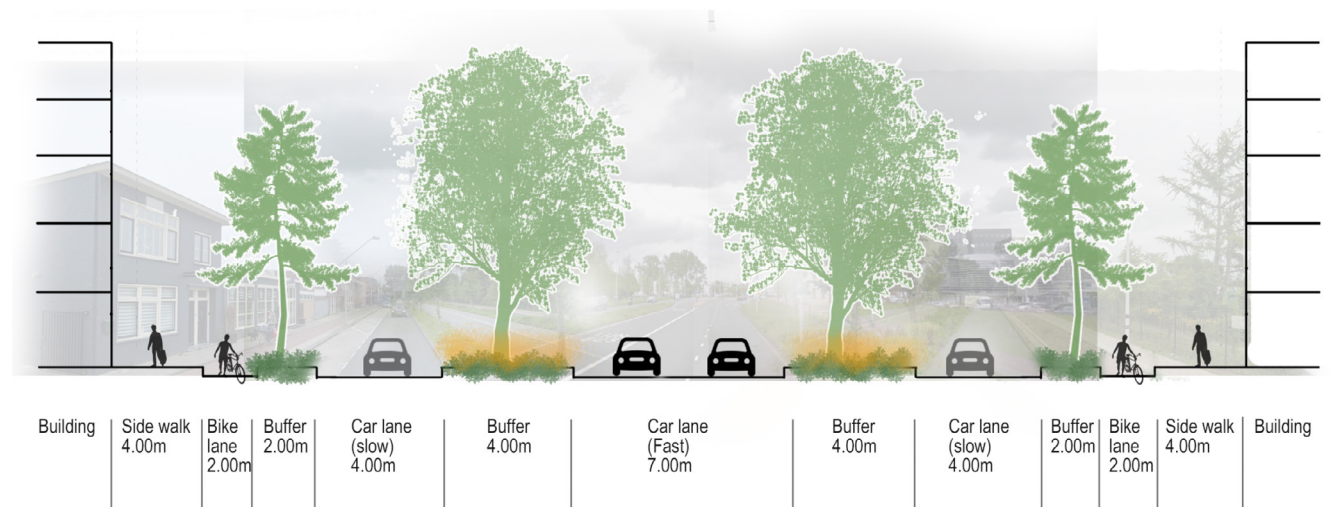 Building
Side walk
4.00m
Bike
lane
2.00m
Buffer
2.00m
Car lane
(slow)
4.00m
Buffer
4.00m
Car lane
(Fast)
7.00m
Buffer
4.00m
Car lane
(slow)
4.00m
Buffer
2.00m
Bike
lane
2.00m
Side walk
4.00m
Building